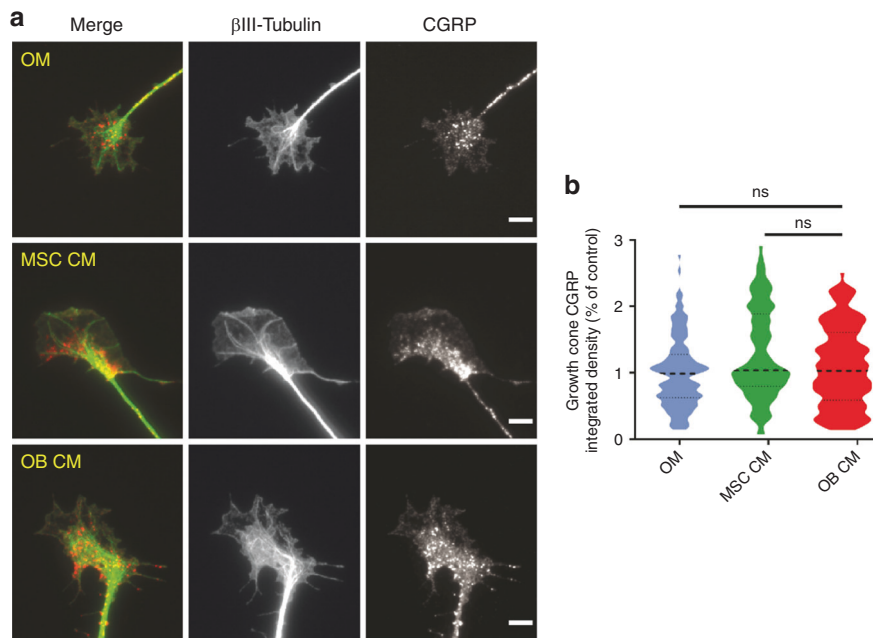 a
Merge
βIII-Tubulin
CGRP
OM
MSC CM
OB CM
b
ns
ns
Growth cone CGRP
integrated density (% of control)
3
2
1
0
OM
MSC CM
OB CM